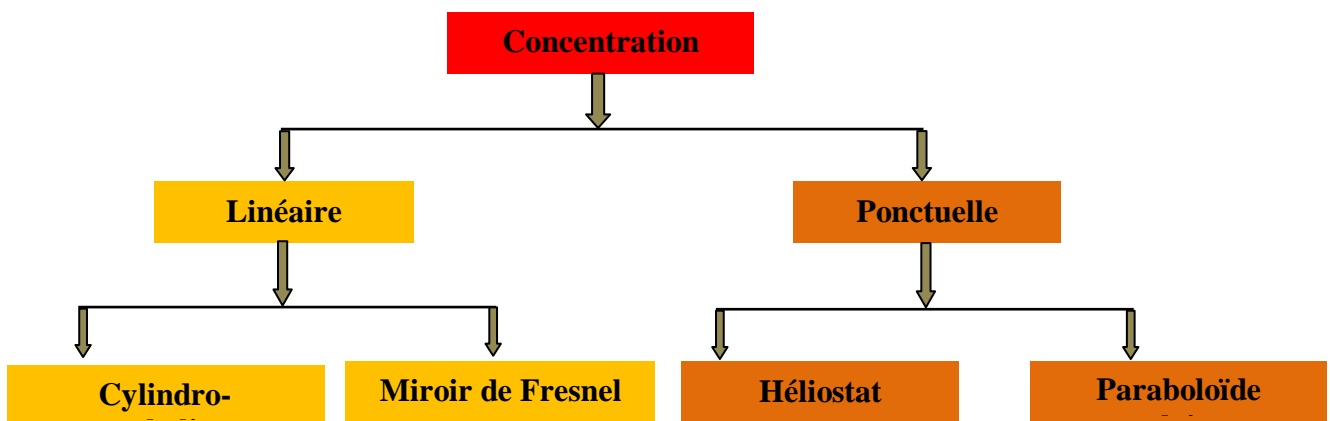 Concentration
Linéaire
Ponctuelle
Cylindro-
Miroir de Fresnel
Héliostat
Paraboloïde